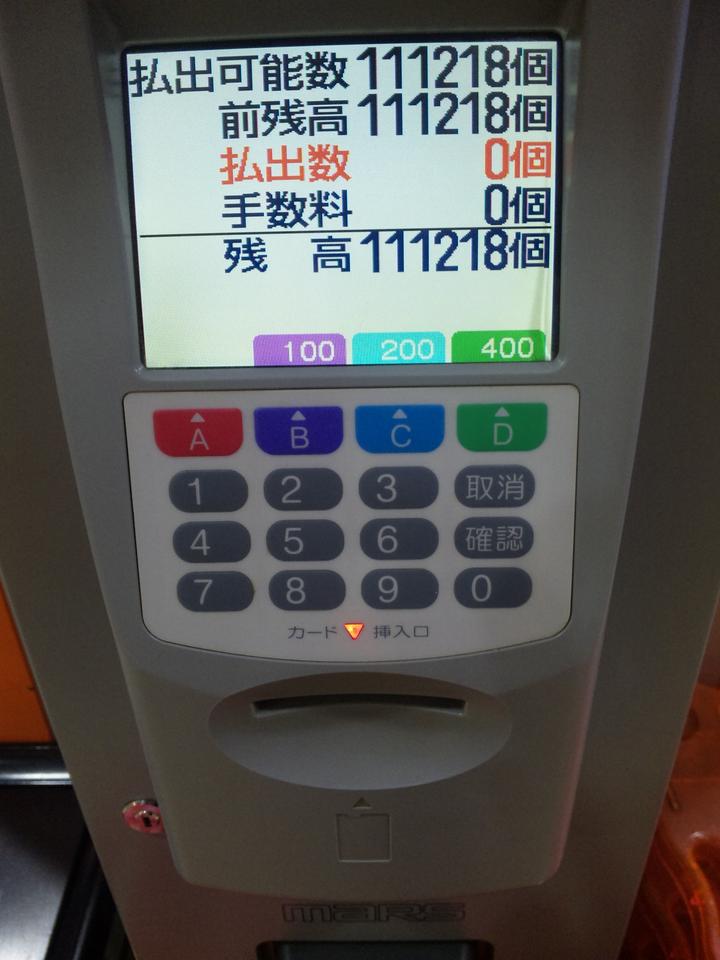 払出可能数 111218個
前残高 111218個
払出数 0個
手数料 0個
残 高 111218個
100 200 400
A B C D
1 2 3 取消
4 5 6 確認
7 8 9 0
カード 挿入口
mars